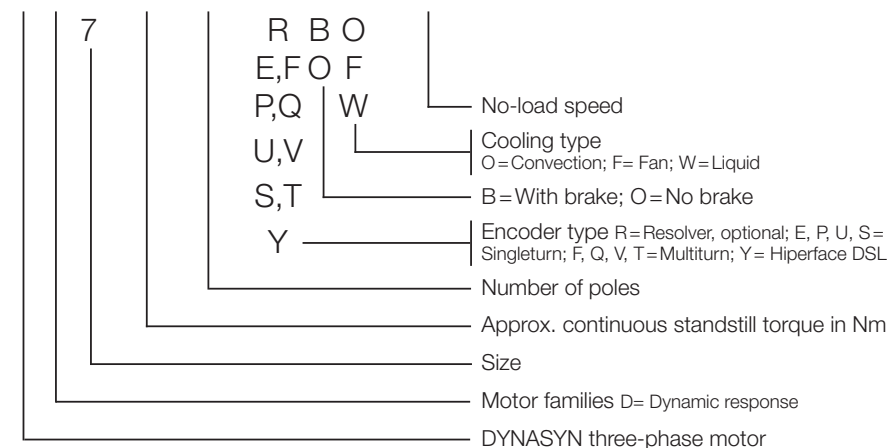 7 R B O
E,F O F
P,Q W
No-load speed
U,V
Cooling type
O=Convection; F= Fan; W=Liquid
S,T
B=With brake; O=No brake
Y
Encoder type R=Resolver, optional; E, P, U, S=
Singleturn; F, Q, V, T=Multiturn; Y= Hiperface DSL
Number of poles
Approx. continuous standstill torque in Nm
Size
Motor families D= Dynamic response
DYNASYN three-phase motor